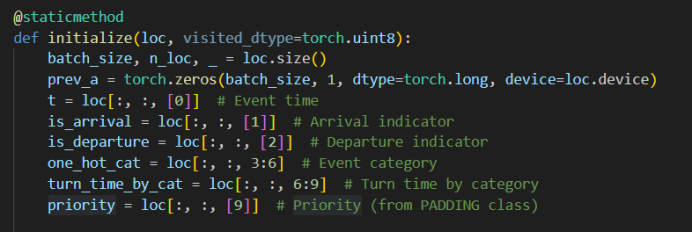 @staticmethod
def initialize(loc, visited_dtype=torch.uint8):
    batch_size, n_loc, _ = loc.size()
    prev_a = torch.zeros(batch_size, 1, dtype=torch.long, device=loc.device)
    t = loc[:, :, [0]]  # Event time
    is_arrival = loc[:, :, [1]]  # Arrival indicator
    is_departure = loc[:, :, [2]]  # Departure indicator
    one_hot_cat = loc[:, :, 3:6]  # Event category
    turn_time_by_cat = loc[:, :, 6:9]  # Turn time by category
    priority = loc[:, :, [9]]  # Priority (from PADDING class)